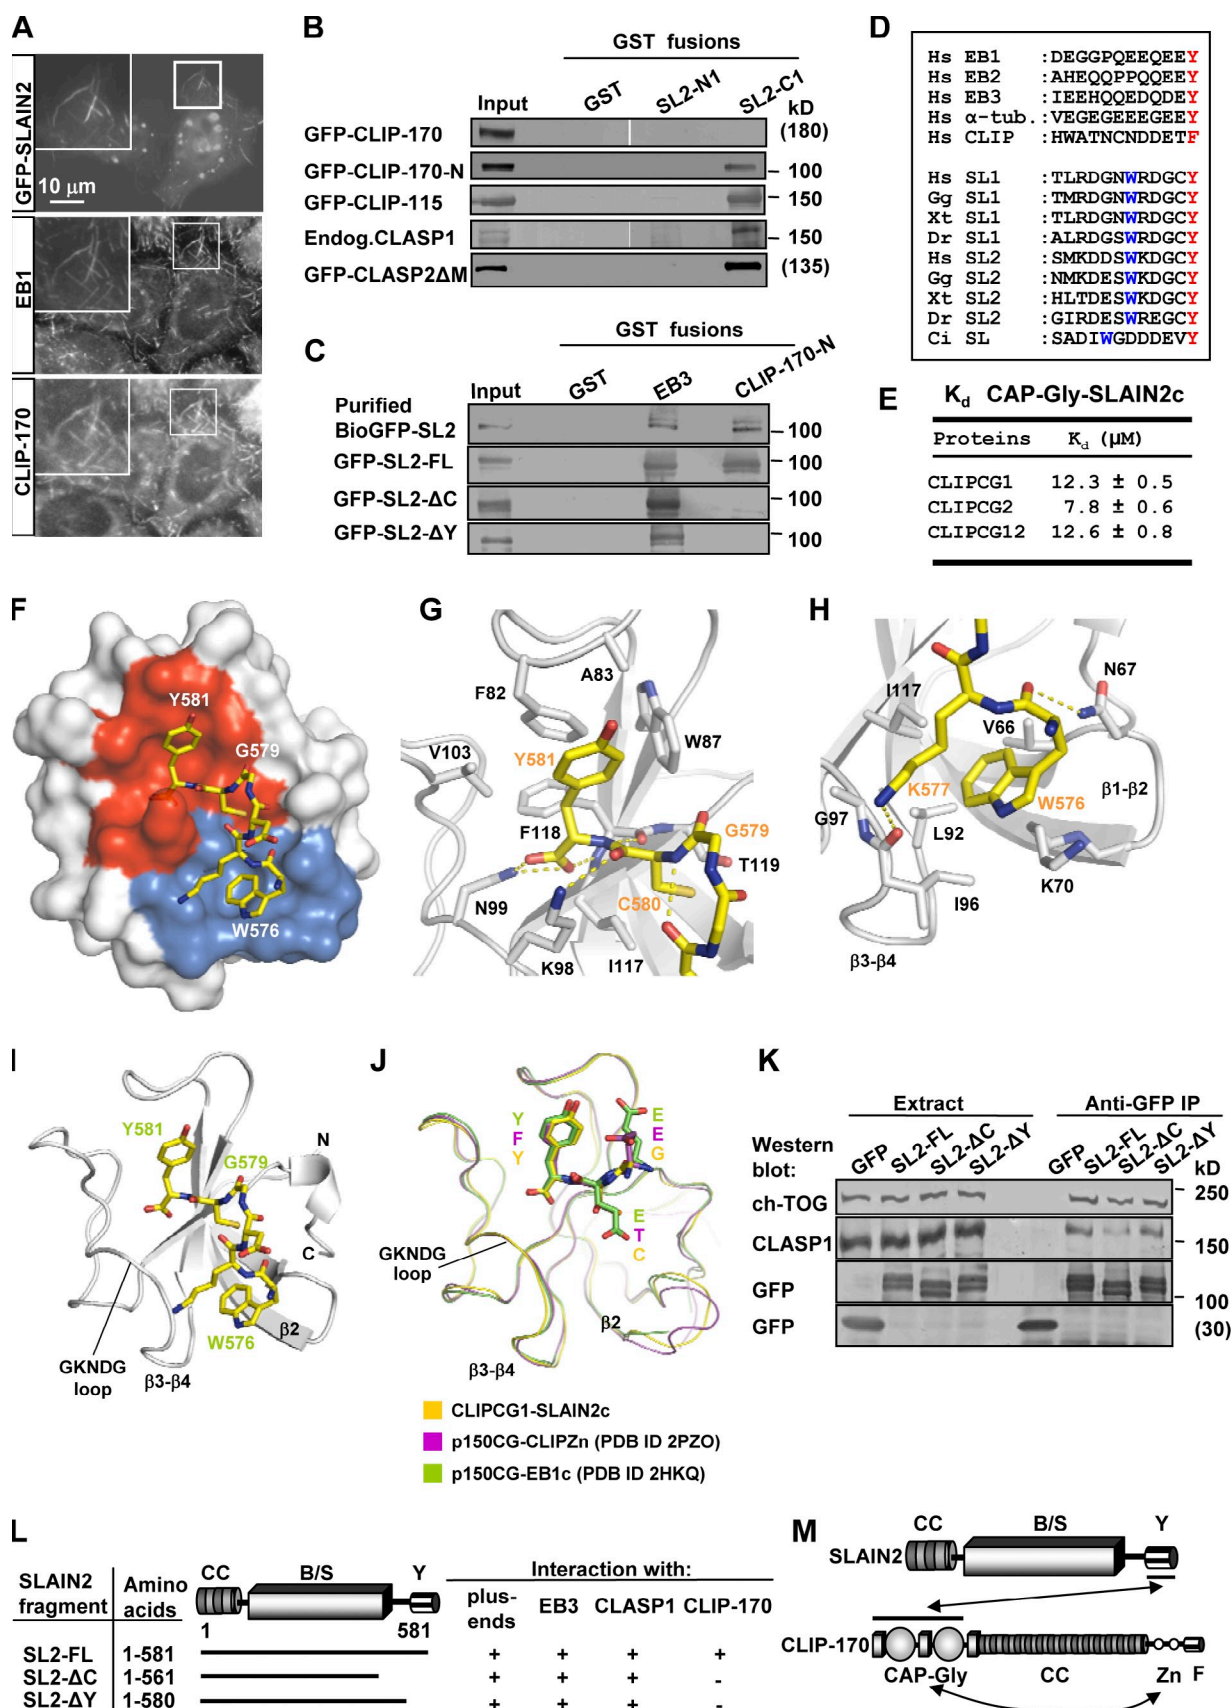 A
GFP-SLAIN2
10 µm
EB1
CLIP-170
B
GST fusions
Input GST SL2-N1 SL2-C1 kD
GFP-CLIP-170 (180)
GFP-CLIP-170-N 100
GFP-CLIP-115 150
Endog.CLASP1 150
GFP-CLASP2ΔM (135)
C
GST fusions
Input GST EB3 CLIP-170-N
Purified
BioGFP-SL2 100
GFP-SL2-FL 100
GFP-SL2-ΔC 100
GFP-SL2-ΔY 100
D
Hs EB1 :DEGGPQEEQEEY
Hs EB2 :AHEQQPPQQEEY
Hs EB3 :IEEHQQEDQDEY
Hs α-tub.:VEGEGEEEGEEY
Hs CLIP :HWATNCNDDETF
Hs SL1 :TLRDGNWRDGCY
Gg SL1 :TMRDGNWRDGCY
Xt SL1 :TLRDGNWRDGCY
Dr SL1 :ALRDGSWRDGCY
Hs SL2 :SMKDDSWKDGCY
Gg SL2 :NMKDESWKDGCY
Xt SL2 :HLTDESWKDGCY
Dr SL2 :GIRDESWREGCY
Ci SL :SADIWGDDDEVY
E
Kd CAP-Gly-SLAIN2c
Proteins Kd (µM)
CLIPCG1 12.3 ± 0.5
CLIPCG2 7.8 ± 0.6
CLIPCG12 12.6 ± 0.8
F
Y581
G579
W576
G
A83
F82
W87
V103
Y581
G579
F118
T119
C580
N99
K98
I117
H
N67
I117
V66
K577
W576
β1-β2
G97
L92
K70
I96
β3-β4
I
Y581
N
G579
C
β2
W576
GKNDG
loop
β3-β4
J
Y
F
Y
E
E
G
E
T
C
GKNDG
loop
β2
β3-β4
CLIPCG1-SLAIN2c
p150CG-CLIPZn (PDB ID 2PZO)
p150CG-EB1c (PDB ID 2HKQ)
K
Extract Anti-GFP IP
Western
blot:
GFP SL2-FL SL2-ΔC SL2-ΔY GFP SL2-FL SL2-ΔC SL2-ΔY kD
ch-TOG 250
CLASP1 150
GFP 100
GFP (30)
L
SLAIN2
fragment
Amino
acids
CC B/S Y
1 581
Interaction with:
plus-
ends
EB3 CLASP1 CLIP-170
SL2-FL 1-581 + + + +
SL2-ΔC 1-561 + + + -
SL2-ΔY 1-580 + + + -
M
CC B/S Y
SLAIN2
CLIP-170
CAP-Gly CC Zn F